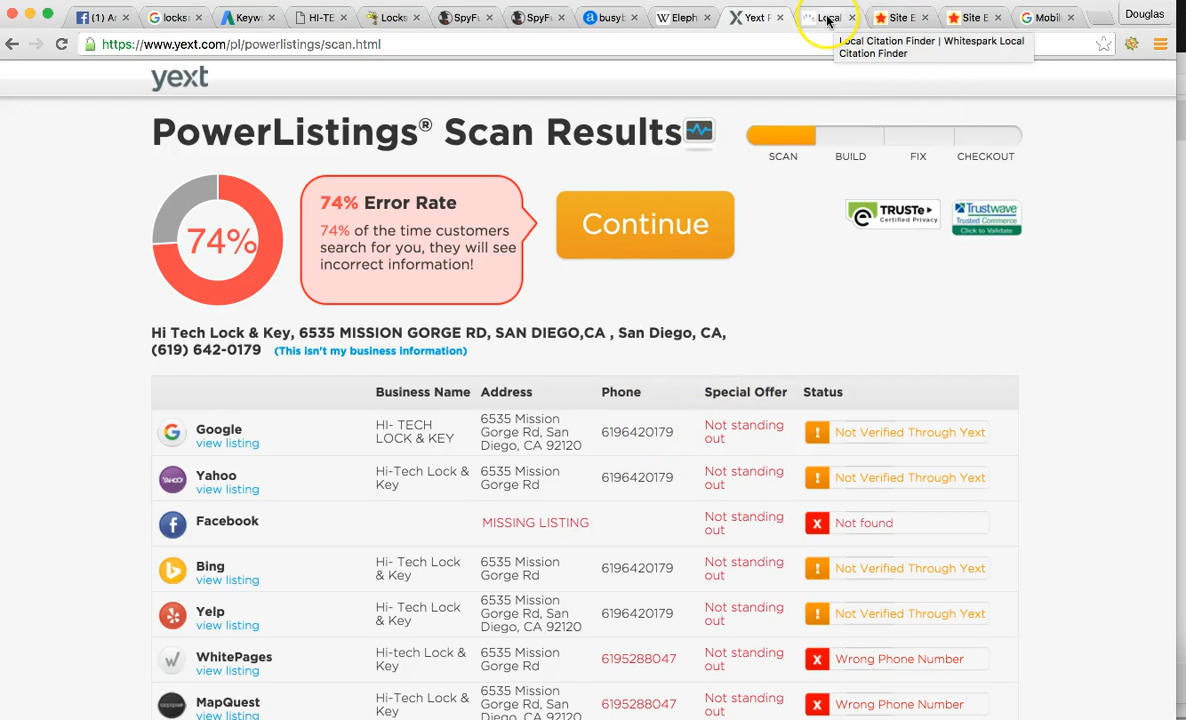 A
locks
Keyw
HI-TE
Locks
SpyF
SpyF
busyb
Eleph
Yext F
Local
Site E
Site E
Mobil
Douglas
https://www.yext.com/pl/powerlistings/scan.html
Local Citation Finder | Whitespark Local
Citation Finder
yext
PowerListings® Scan Results
SCAN
BUILD
FIX
CHECKOUT
74%
74% Error Rate
74% of the time customers
search for you, they will see
incorrect information!
Continue
TRUSTe
Certified Privacy
Trustwave
Trusted Commerce
Click to Validate
Hi Tech Lock & Key, 6535 MISSION GORGE RD, SAN DIEGO,CA , San Diego, CA,
(619) 642-0179 (This isn't my business information)
Business Name Address Phone Special Offer Status
Google
view listing
HI- TECH
LOCK & KEY
6535 Mission
Gorge Rd, San
Diego, CA 92120
6196420179
Not standing
out
! Not Verified Through Yext
YAHOO!
Yahoo
view listing
Hi-Tech Lock &
Key
6535 Mission
Gorge Rd
6196420179
Not standing
out
! Not Verified Through Yext
Facebook
MISSING LISTING
Not standing
out
X Not found
Bing
view listing
Hi- Tech Lock
& Key
6535 Mission
Gorge Rd
6196420179
Not standing
out
! Not Verified Through Yext
Yelp
view listing
Hi- Tech Lock
& Key
6535 Mission
Gorge Rd, San
Diego, CA 92120
6196420179
Not standing
out
! Not Verified Through Yext
WhitePages
view listing
Hi-tech Lock &
Key
6535 Mission
Gorge Rd
6195288047
Not standing
out
X Wrong Phone Number
MapQuest
view listing
Hi-Tech Lock &
Key
6535 Mission
Gorge Rd, San
Diego, CA 92120
6195288047
Not standing
out
X Wrong Phone Number